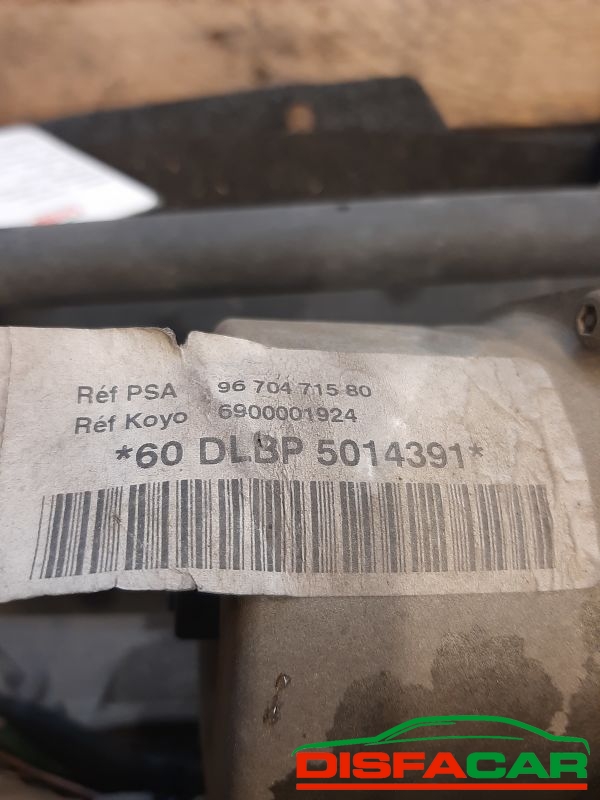 Réf PSA 96 704 715 80
Réf Koyo 6900001924
*60 DLBP 5014391*
DISFACAR